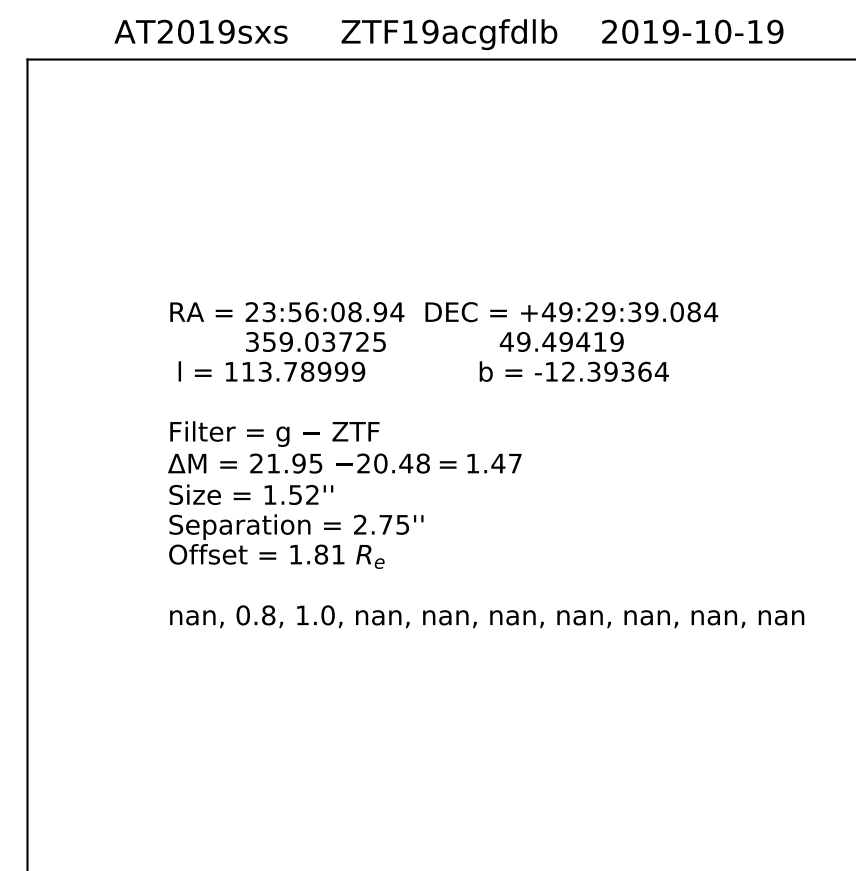 AT2019sxs ZTF19acgfdlb 2019-10-19
RA = 23:56:08.94 DEC = +49:29:39.084
359.03725 49.49419
l = 113.78999 b = -12.39364
Filter = g − ZTF
ΔM = 21.95 −20.48 = 1.47
Size = 1.52''
Separation = 2.75''
Offset = 1.81 Rₑ
nan, 0.8, 1.0, nan, nan, nan, nan, nan, nan, nan